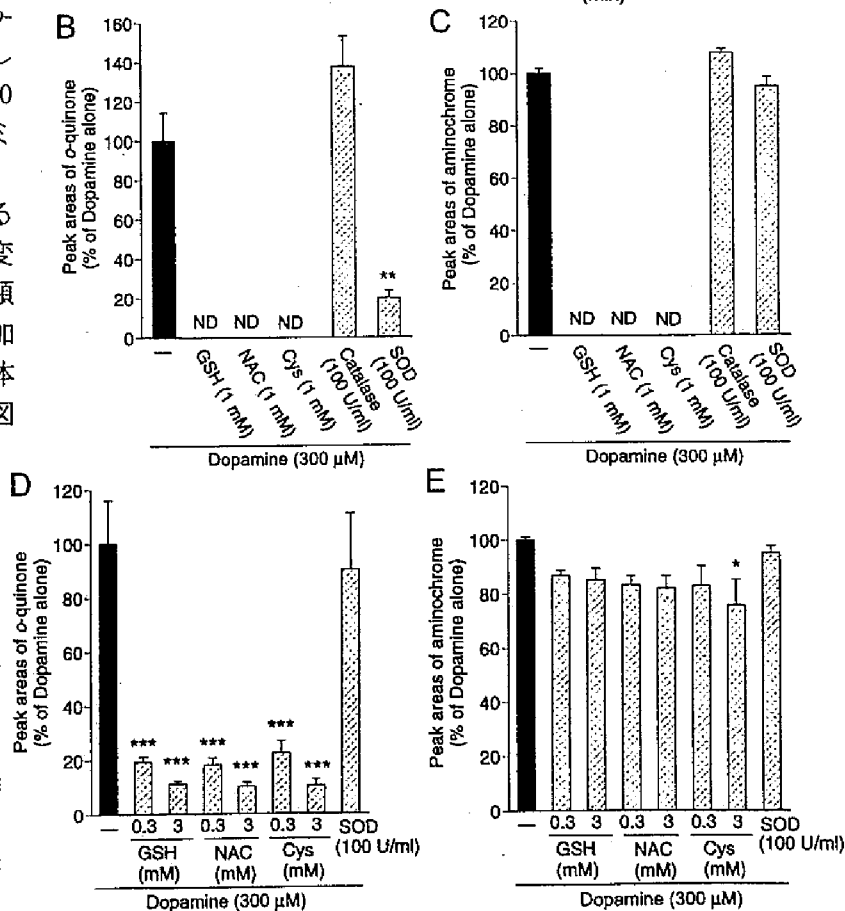 (min)
B
Peak areas of o-quinone
(% of Dopamine alone)
160
140
120
100
80
60
40
20
0
**
ND ND ND
—
GSH (1 mM)
NAC (1 mM)
Cys (1 mM)
Catalase
(100 U/ml)
SOD
(100 U/ml)
Dopamine (300 μM)
C
Peak areas of aminochrome
(% of Dopamine alone)
120
100
80
60
40
20
0
ND ND ND
—
GSH (1 mM)
NAC (1 mM)
Cys (1 mM)
Catalase
(100 U/ml)
SOD
(100 U/ml)
Dopamine (300 μM)
D
Peak areas of o-quinone
(% of Dopamine alone)
120
100
80
60
40
20
0
*** *** *** *** *** ***
— 0.3 3 0.3 3 0.3 3 SOD
GSH NAC Cys (100 U/ml)
(mM) (mM) (mM)
Dopamine (300 μM)
E
Peak areas of aminochrome
(% of Dopamine alone)
120
100
80
60
40
20
0
*
— 0.3 3 0.3 3 0.3 3 SOD
GSH NAC Cys (100 U/ml)
(mM) (mM) (mM)
Dopamine (300 μM)